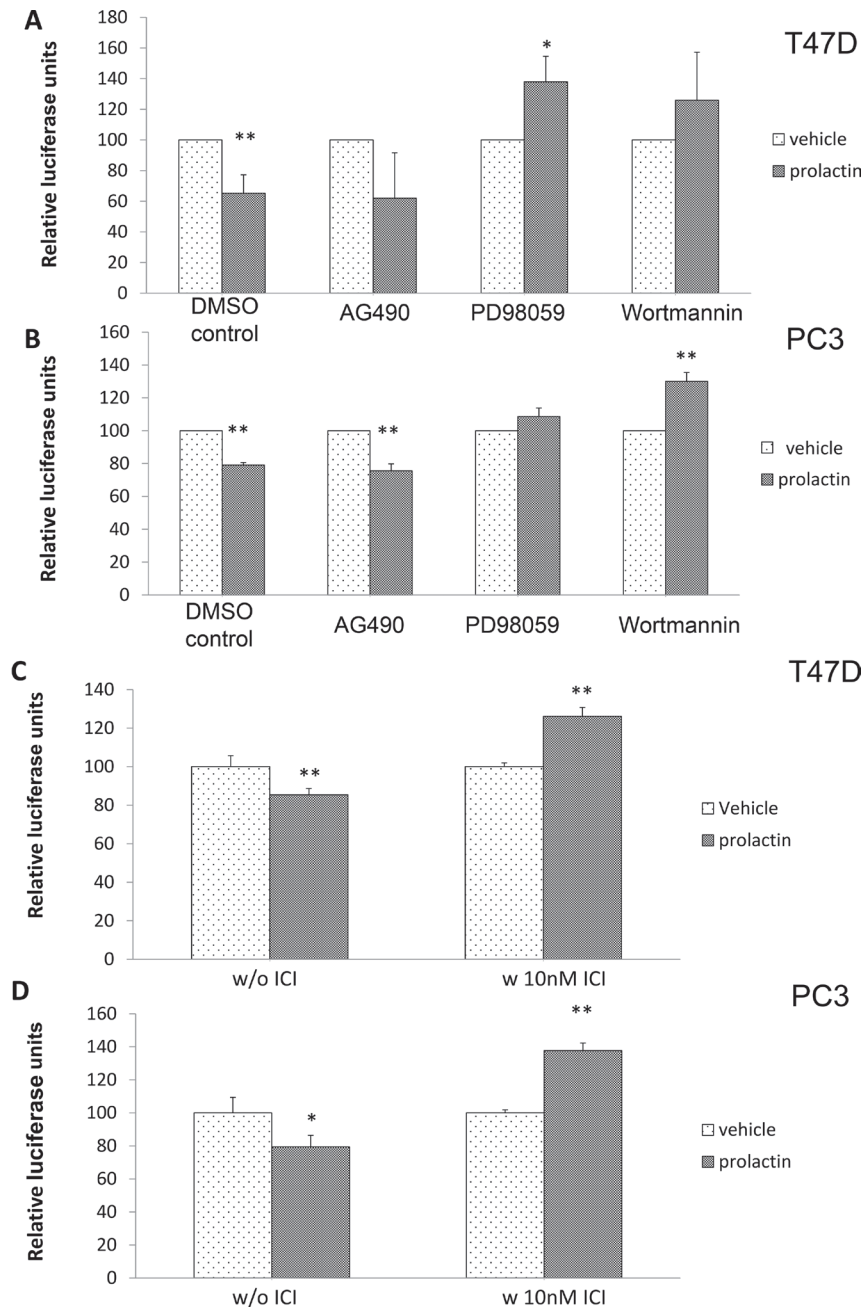 A
T47D
Relative luciferase units
180
160
140
120
100
80
60
40
20
0
**
*
vehicle
prolactin
DMSO
control
AG490
PD98059
Wortmannin
B
PC3
Relative luciferase units
160
140
120
100
80
60
40
20
0
**
**
**
vehicle
prolactin
DMSO
control
AG490
PD98059
Wortmannin
C
T47D
Relative luciferase units
140
120
100
80
60
40
20
0
**
**
Vehicle
prolactin
w/o ICI
w 10nM ICI
D
PC3
Relative luciferase units
160
140
120
100
80
60
40
20
0
*
**
vehicle
prolactin
w/o ICI
w 10nM ICI